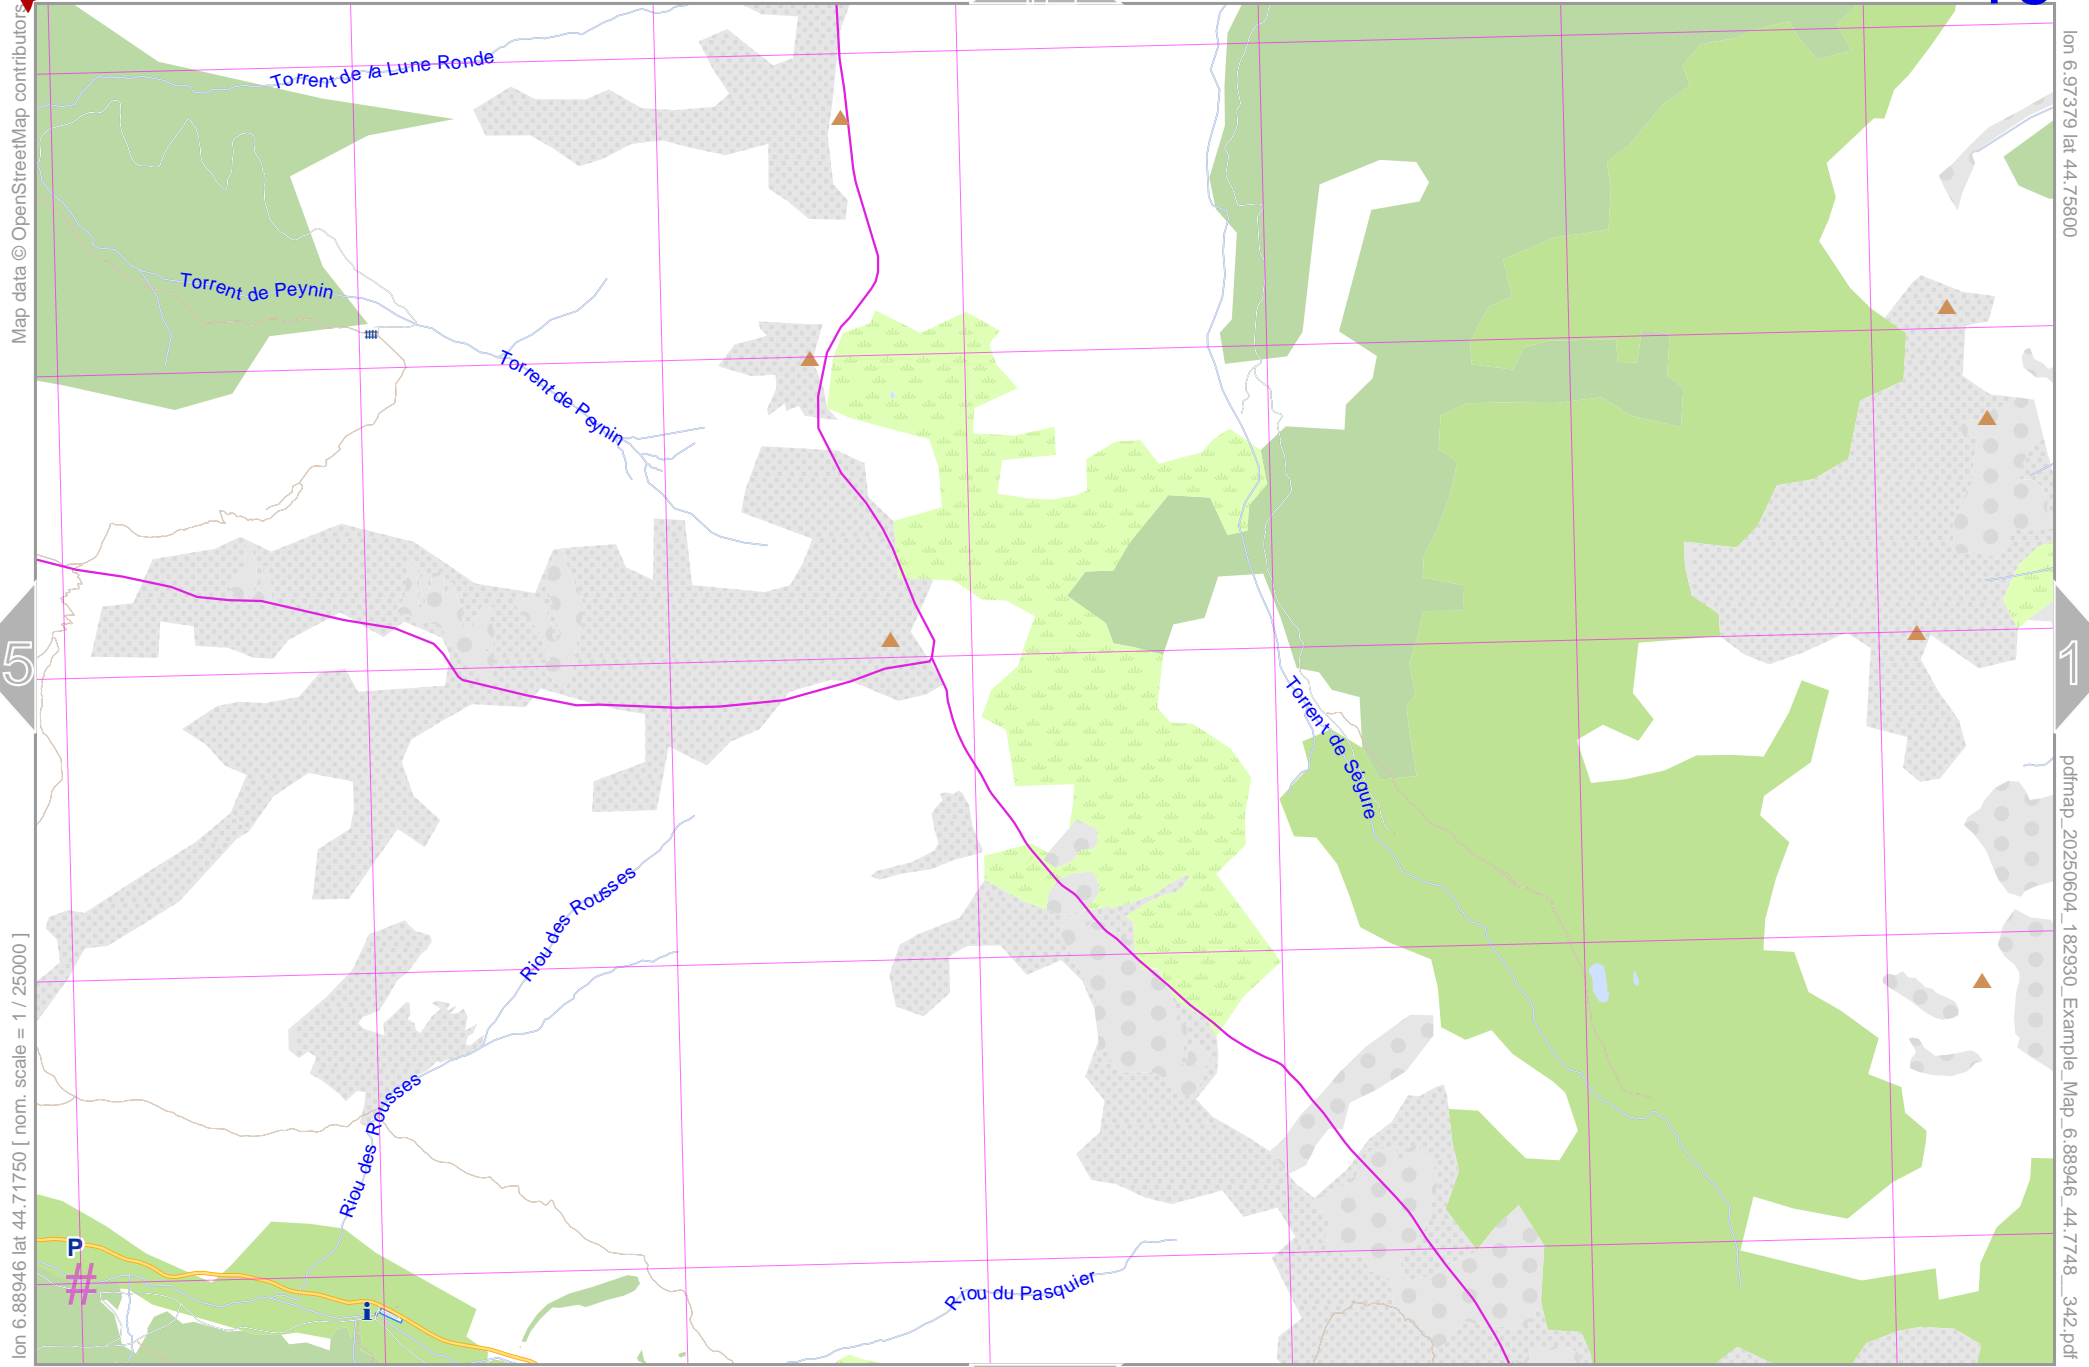 Map data © OpenStreetMap contributors
lon 6.97379 lat 44.75800
Torrent de la Lune Ronde
Torrent de Peynin
Torrent de Peynin
5
1
Torrent de Ségure
Riou des Rousses
Riou des Rousses
P
#
i
Riou du Pasquier
lon 6.88946 lat 44.71750 [ nom. scale = 1 / 25000 ]
pdfmap_20250604_182930_Example_Map_6.88946_44.7748__342.pdf